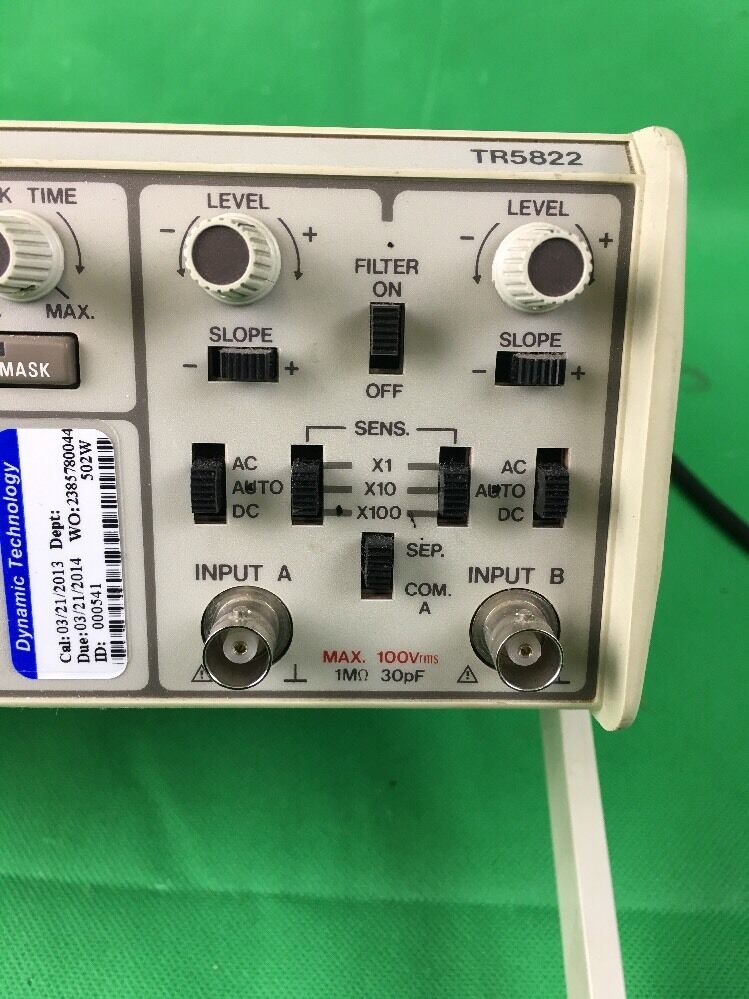 TR5822
K TIME
MAX.
MASK
LEVEL
- +
SLOPE
- +
FILTER
ON
OFF
LEVEL
- +
SLOPE
- +
SENS.
AC
AUTO
DC
X1
X10
X100
AC
AUTO
DC
SEP.
COM.
A
INPUT A
INPUT B
MAX. 100Vrms
1MΩ 30pF
Dynamic Technology
Cal: 03/21/2013 Dept:
Due: 03/21/2014 WO: 2385780044
ID: 000541 502W